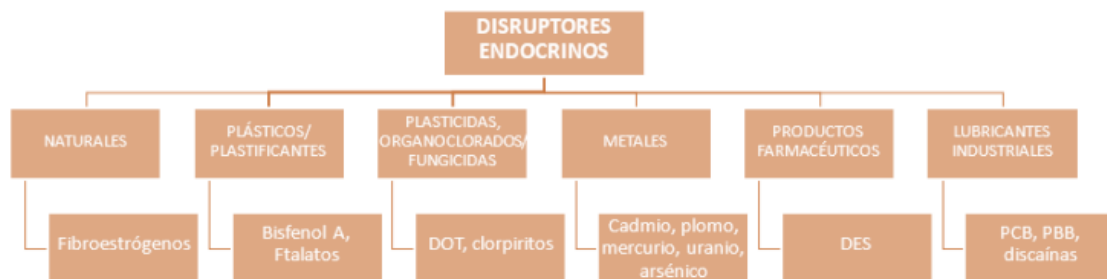 DISRUPTORES
ENDOCRINOS
NATURALES
PLÁSTICOS/
PLASTIFICANTES
PLASTICIDAS,
ORGANOCLORADOS/
FUNGICIDAS
METALES
PRODUCTOS
FARMACÉUTICOS
LUBRICANTES
INDUSTRIALES
Fibroestrógenos
Bisfenol A,
Ftalatos
DOT, clorpiritos
Cadmio, plomo,
mercurio, uranio,
arsénico
DES
PCB, PBB,
discaínas